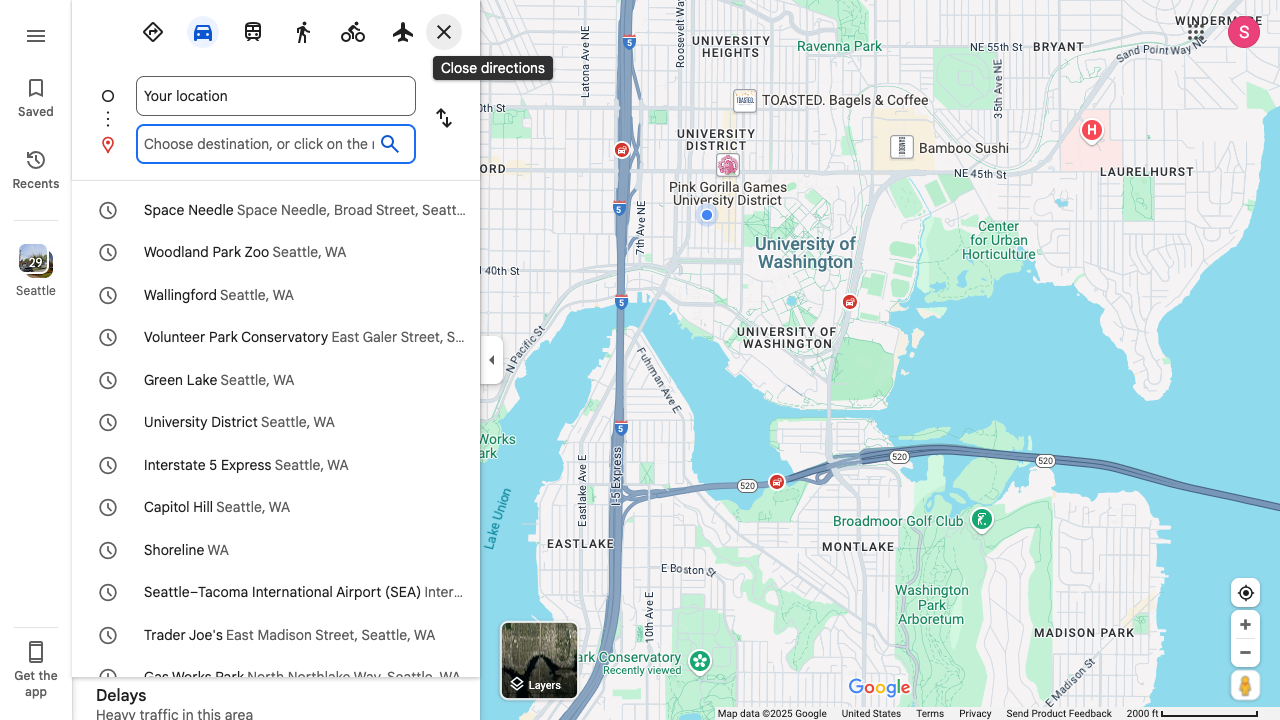 Close directions
Your location
Choose destination, or click on the
Saved
Recents
29
Seattle
Get the
app
Space Needle Space Needle, Broad Street, Seatt...
Woodland Park Zoo Seattle, WA
Wallingford Seattle, WA
Volunteer Park Conservatory East Galer Street, S...
Green Lake Seattle, WA
University District Seattle, WA
Interstate 5 Express Seattle, WA
Capitol Hill Seattle, WA
Shoreline WA
Seattle–Tacoma International Airport (SEA) Inter...
Trader Joe's East Madison Street, Seattle, WA
Gas Works Park North Northlake Way, Seattle, WA
Delays
Heavy traffic in this area
WINDERMERE
S
Roosevelt Way
Latona Ave NE
5
UNIVERSITY
HEIGHTS
Ravenna Park
NE 55th St
BRYANT
Sand Point Way NE
35th Ave NE
0th St
TOASTED
TOASTED. Bagels & Coffee
UNIVERSITY
DISTRICT
H
Bamboo Sushi
ORD
NE 45th St
LAURELHURST
Pink Gorilla Games
University District
5
7th Ave NE
University of
Washington
Center
for Urban
Horticulture
N 40th St
5
UNIVERSITY OF
WASHINGTON
N Pacific St
Fuhrman Ave E
5
Works
ark
I-5 Express
Eastlake Ave E
520
520
520
Lake Union
Broadmoor Golf Club
EASTLAKE
MONTLAKE
E Boston St
Washington
Park
Arboretum
10th Ave E
MADISON PARK
ark Conservatory
Recently viewed
E Madison St
Layers
Google
Map data ©2025 Google
United States
Terms
Privacy
Send Product Feedback
2000 ft